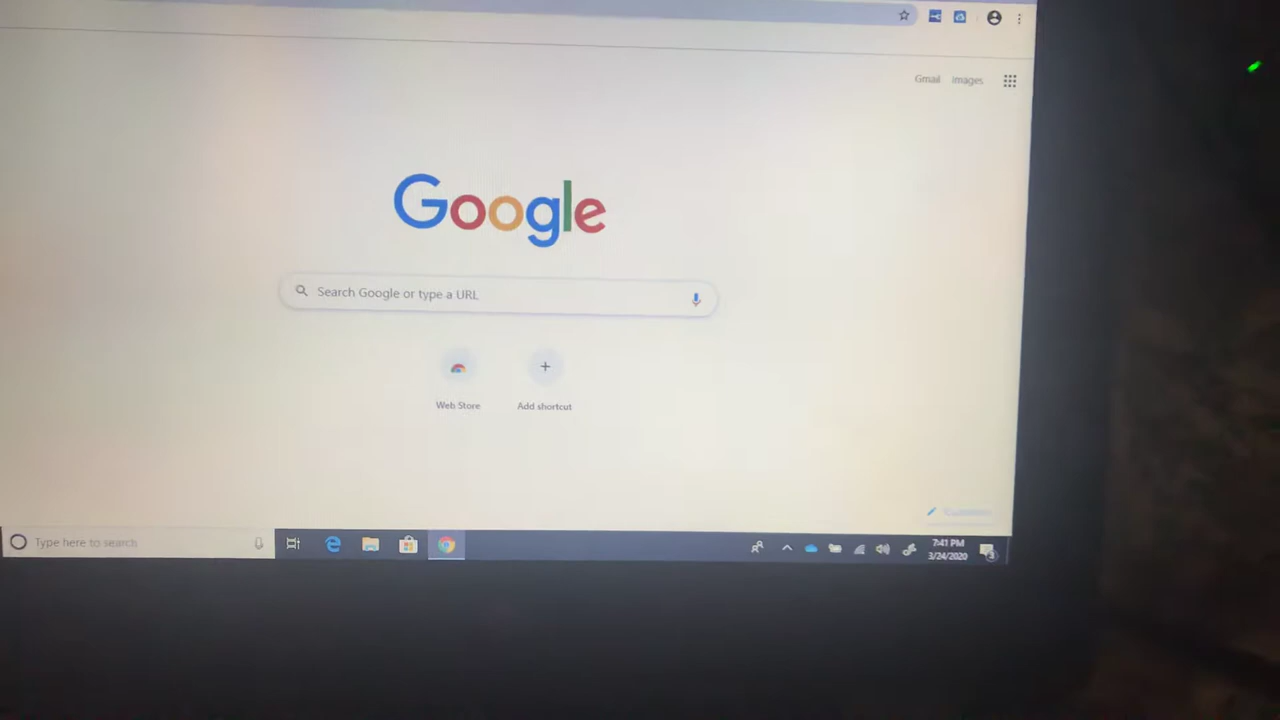 Gmail Images
Google
Search Google or type a URL
Web Store Add shortcut
Type here to search
7:41 PM
3/24/2020
3